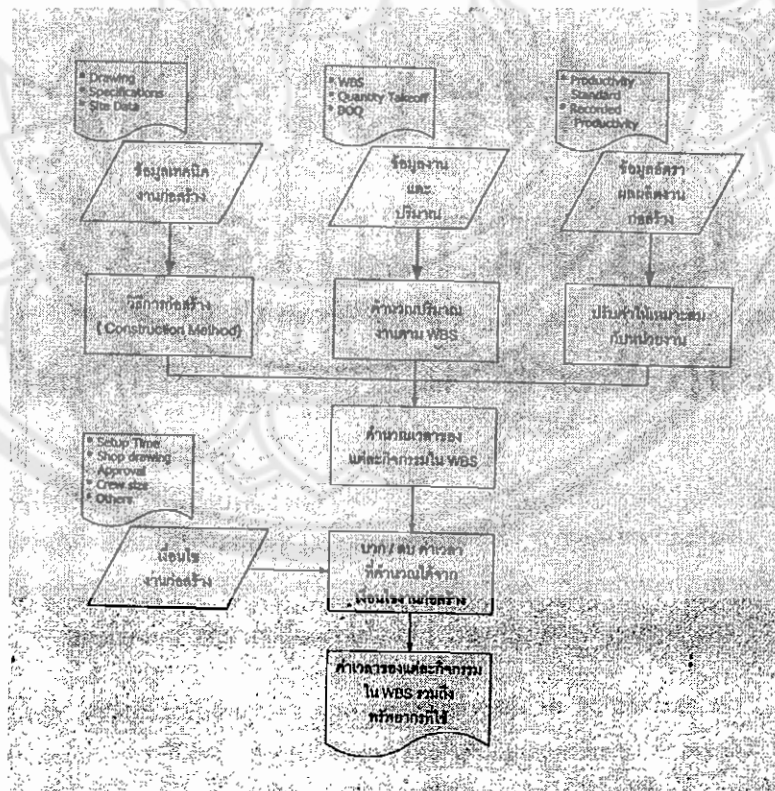 • Drawing
• Specifications
• Site Data
• WBS
• Quantity Takeoff
• BOQ
• Productivity
Standard
• Recorded
Productivity
ข้อมูลเทคนิค
งานก่อสร้าง
ข้อมูลงาน
และ
ปริมาณ
ข้อมูลอัตรา
ผลผลิตงาน
ก่อสร้าง
วิธีการก่อสร้าง
( Construction Method)
คำนวณปริมาณ
งานตาม WBS
ปรับค่าให้เหมาะสม
กับหน่วยงาน
คำนวณเวลาของ
แต่ละกิจกรรมใน WBS
• Setup Time
• Shop drawing
• Approval
• Crew size
• Others
เงื่อนไข
งานก่อสร้าง
บวก / ลบ ค่าเวลา
ที่คำนวณได้จาก
เงื่อนไขงานก่อสร้าง
ค่าเวลาของแต่ละกิจกรรม
ใน WBS รวมถึง
ทรัพยากรที่ใช้